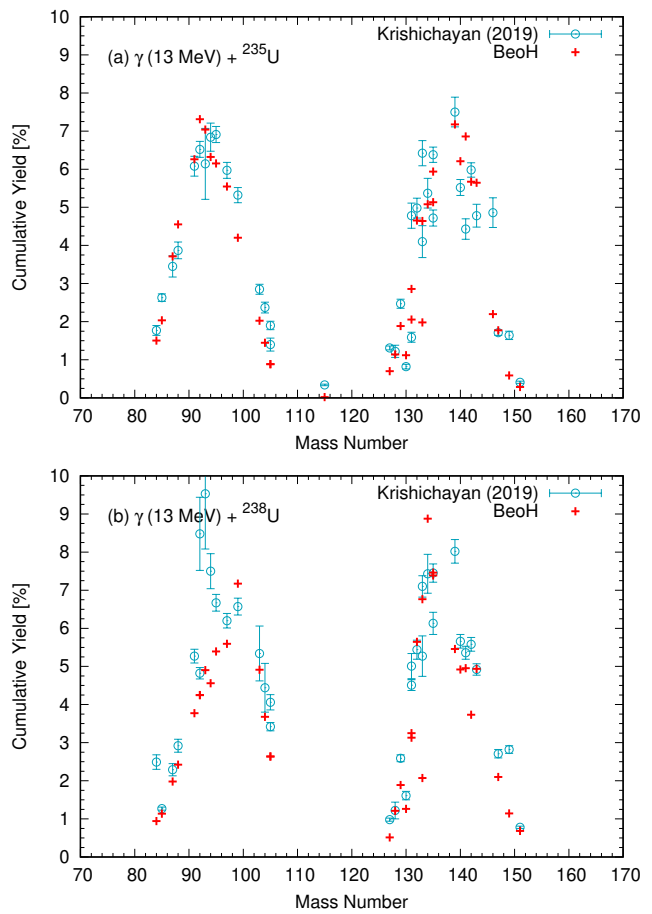 10
9
8
7
6
5
4
3
2
1
0
Cumulative Yield [%]
(a) γ (13 MeV) + ²³⁵U
Krishichayan (2019)
BeoH
70 80 90 100 110 120 130 140 150 160 170
Mass Number
10
9
8
7
6
5
4
3
2
1
0
Cumulative Yield [%]
(b) γ (13 MeV) + ²³⁸U
Krishichayan (2019)
BeoH
70 80 90 100 110 120 130 140 150 160 170
Mass Number